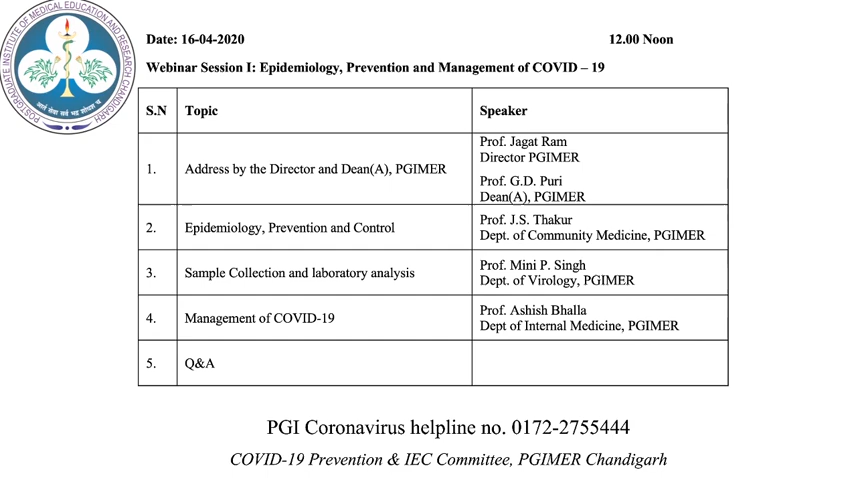 POSTGRADUATE INSTITUTE OF MEDICAL EDUCATION AND RESEARCH CHANDIGARH
आर्त सेवा सर्व भद्र शोधश्च च
Date: 16-04-2020 12.00 Noon
Webinar Session I: Epidemiology, Prevention and Management of COVID – 19
S.N Topic Speaker
1. Address by the Director and Dean(A), PGIMER
Prof. Jagat Ram
Director PGIMER
Prof. G.D. Puri
Dean(A), PGIMER
2. Epidemiology, Prevention and Control
Prof. J.S. Thakur
Dept. of Community Medicine, PGIMER
3. Sample Collection and laboratory analysis
Prof. Mini P. Singh
Dept. of Virology, PGIMER
4. Management of COVID-19
Prof. Ashish Bhalla
Dept of Internal Medicine, PGIMER
5. Q&A
PGI Coronavirus helpline no. 0172-2755444
COVID-19 Prevention & IEC Committee, PGIMER Chandigarh